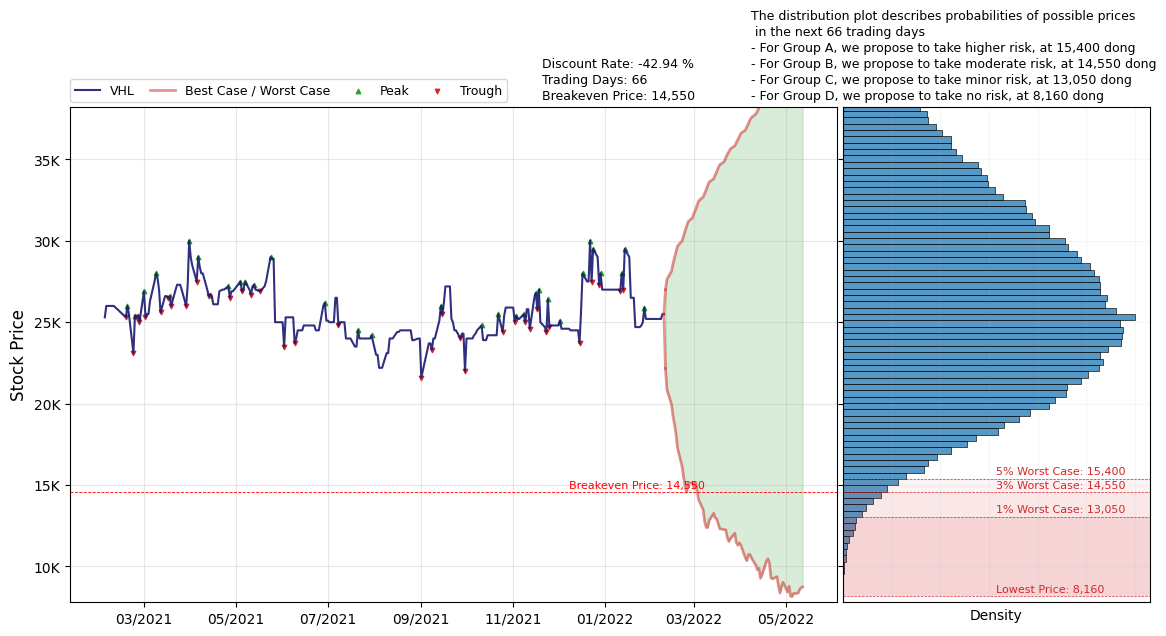 The distribution plot describes probabilities of possible prices
in the next 66 trading days
- For Group A, we propose to take higher risk, at 15,400 dong
- For Group B, we propose to take moderate risk, at 14,550 dong
- For Group C, we propose to take minor risk, at 13,050 dong
- For Group D, we propose to take no risk, at 8,160 dong
Discount Rate: -42.94 %
Trading Days: 66
Breakeven Price: 14,550
VHL Best Case / Worst Case Peak Trough
Stock Price
35K
30K
25K
20K
15K
10K
Breakeven Price: 14,550
5% Worst Case: 15,400
3% Worst Case: 14,550
1% Worst Case: 13,050
Lowest Price: 8,160
03/2021 05/2021 07/2021 09/2021 11/2021 01/2022 03/2022 05/2022
Density